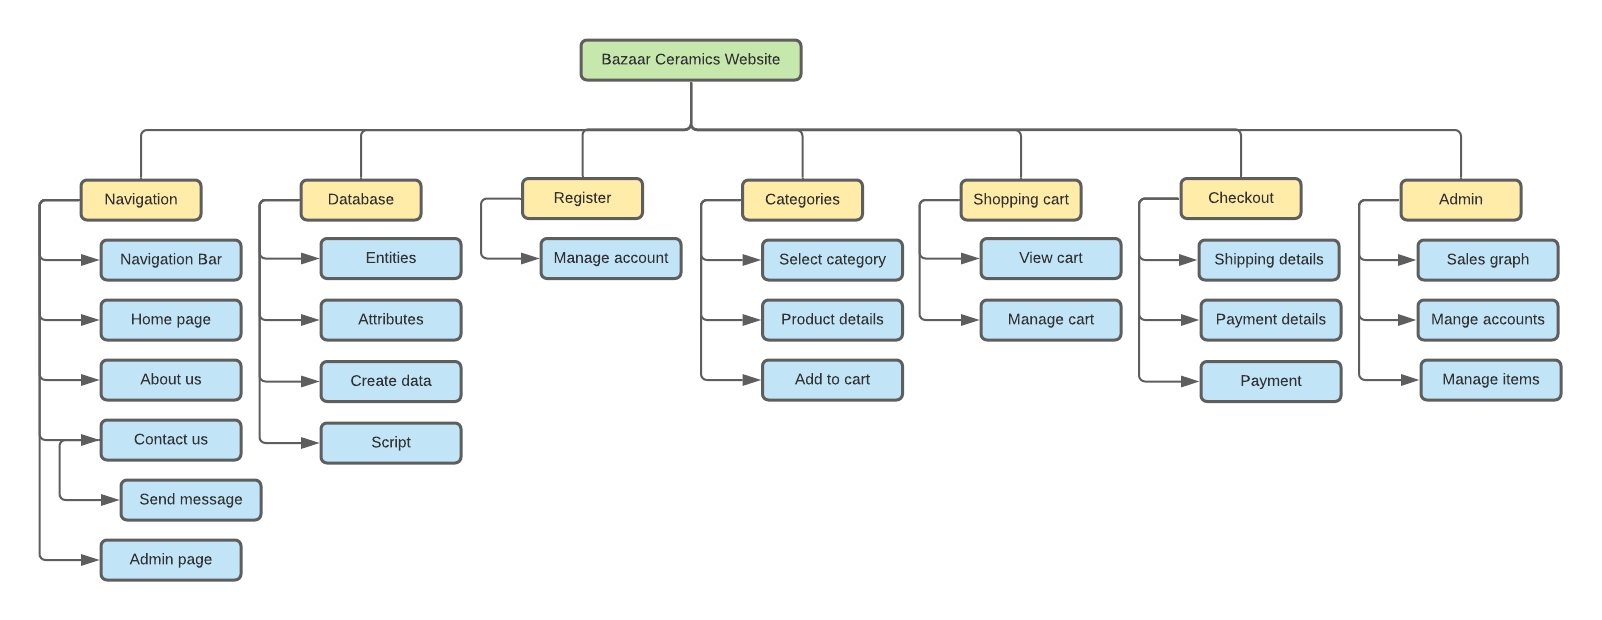 Bazaar Ceramics Website
Navigation
Navigation Bar
Home page
About us
Contact us
Send message
Admin page
Database
Entities
Attributes
Create data
Script
Register
Manage account
Categories
Select category
Product details
Add to cart
Shopping cart
View cart
Manage cart
Checkout
Shipping details
Payment details
Payment
Admin
Sales graph
Mange accounts
Manage items